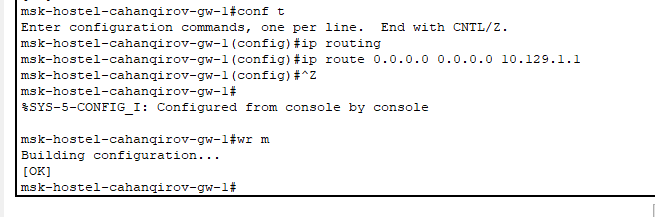 msk-hostel-cahanqirov-gw-1#conf t
Enter configuration commands, one per line.  End with CNTL/Z.
msk-hostel-cahanqirov-gw-1(config)#ip routing
msk-hostel-cahanqirov-gw-1(config)#ip route 0.0.0.0 0.0.0.0 10.129.1.1
msk-hostel-cahanqirov-gw-1(config)#^Z
msk-hostel-cahanqirov-gw-1#
%SYS-5-CONFIG_I: Configured from console by console
msk-hostel-cahanqirov-gw-1#wr m
Building configuration...
[OK]
msk-hostel-cahanqirov-gw-1#